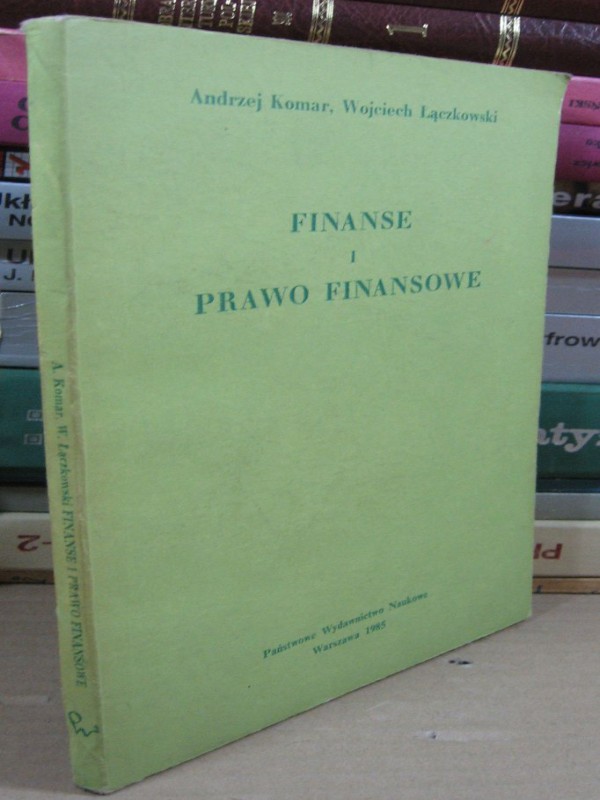 Andrzej Komar, Wojciech Łączkowski
FINANSE
I
PRAWO FINANSOWE
Państwowe Wydawnictwo Naukowe
Warszawa 1985
A. Komar, W. Łączkowski FINANSE I PRAWO FINANSOWE